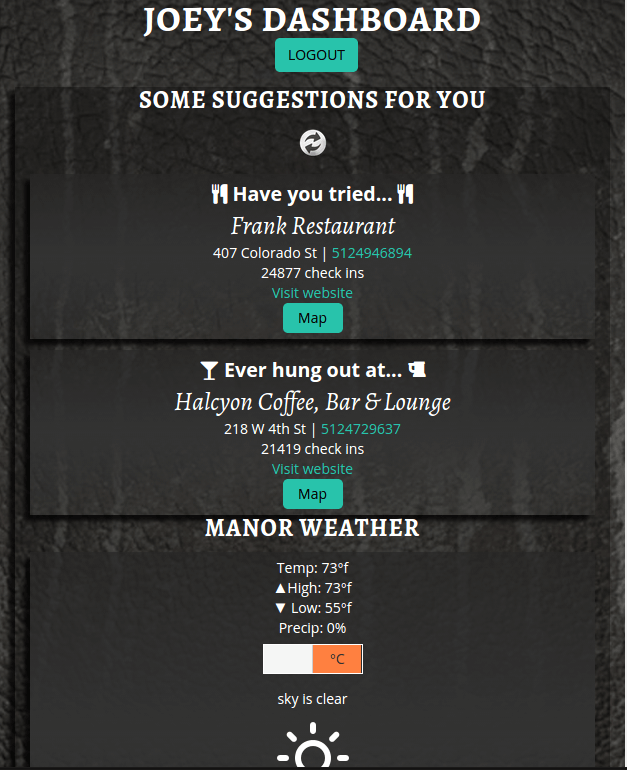 JOEY'S DASHBOARD
LOGOUT
SOME SUGGESTIONS FOR YOU
Have you tried...
Frank Restaurant
407 Colorado St | 5124946894
24877 check ins
Visit website
Map
Ever hung out at...
Halcyon Coffee, Bar & Lounge
218 W 4th St | 5124729637
21419 check ins
Visit website
Map
MANOR WEATHER
Temp: 73°f
▲High: 73°f
▼ Low: 55°f
Precip: 0%
°C
sky is clear